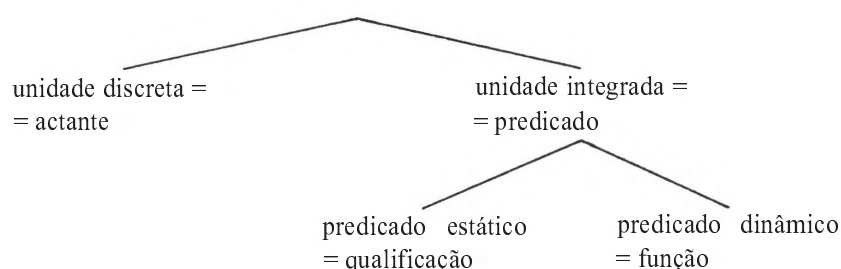 unidade discreta =
= actante
unidade integrada =
= predicado
predicado estático
= qualificação
predicado dinâmico
= função